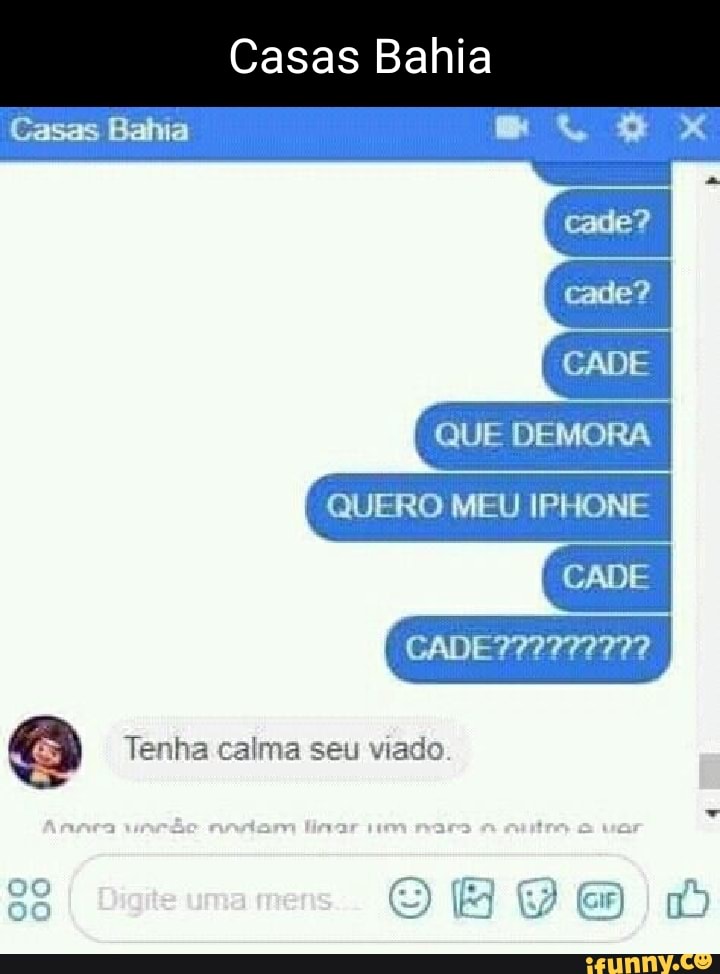 Casas Bahia
Casas Bahia
cade?
cade?
CADE
QUE DEMORA
QUERO MEU IPHONE
CADE
CADE?????????
Tenha calma seu viado.
Agora vocês podem ligar um para o outro e ver
Digite uma mens...
GIF
ifunny.co